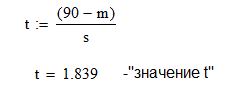 t := (90 − m) / s
t = 1.839 -"значение t"